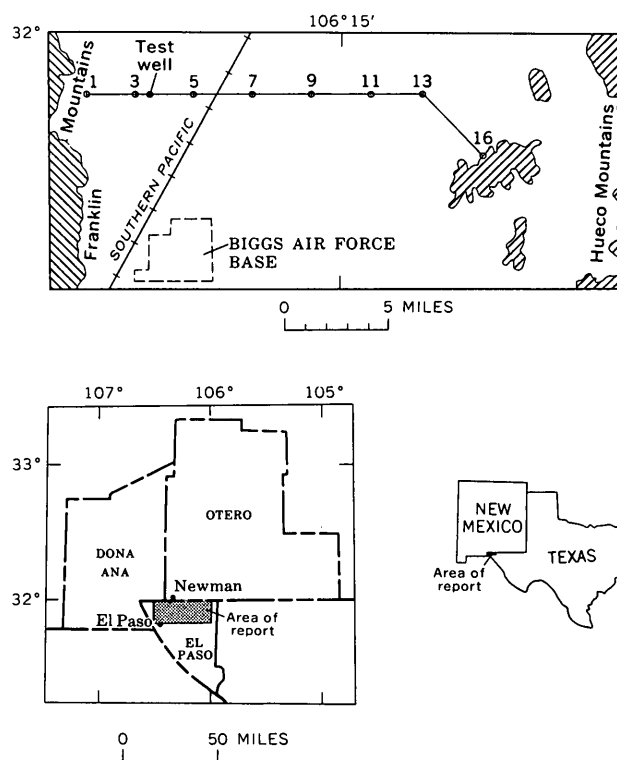 32°
106°15'
Test
well
1
3
5
7
9
11
13
16
Mountains
Franklin
SOUTHERN PACIFIC
Hueco Mountains
BIGGS AIR FORCE
BASE
0
5 MILES
107°
106°
105°
33°
32°
OTERO
DONA
ANA
Newman
El Paso
Area of
report
EL
PASO
0
50 MILES
NEW
MEXICO
TEXAS
Area of
report